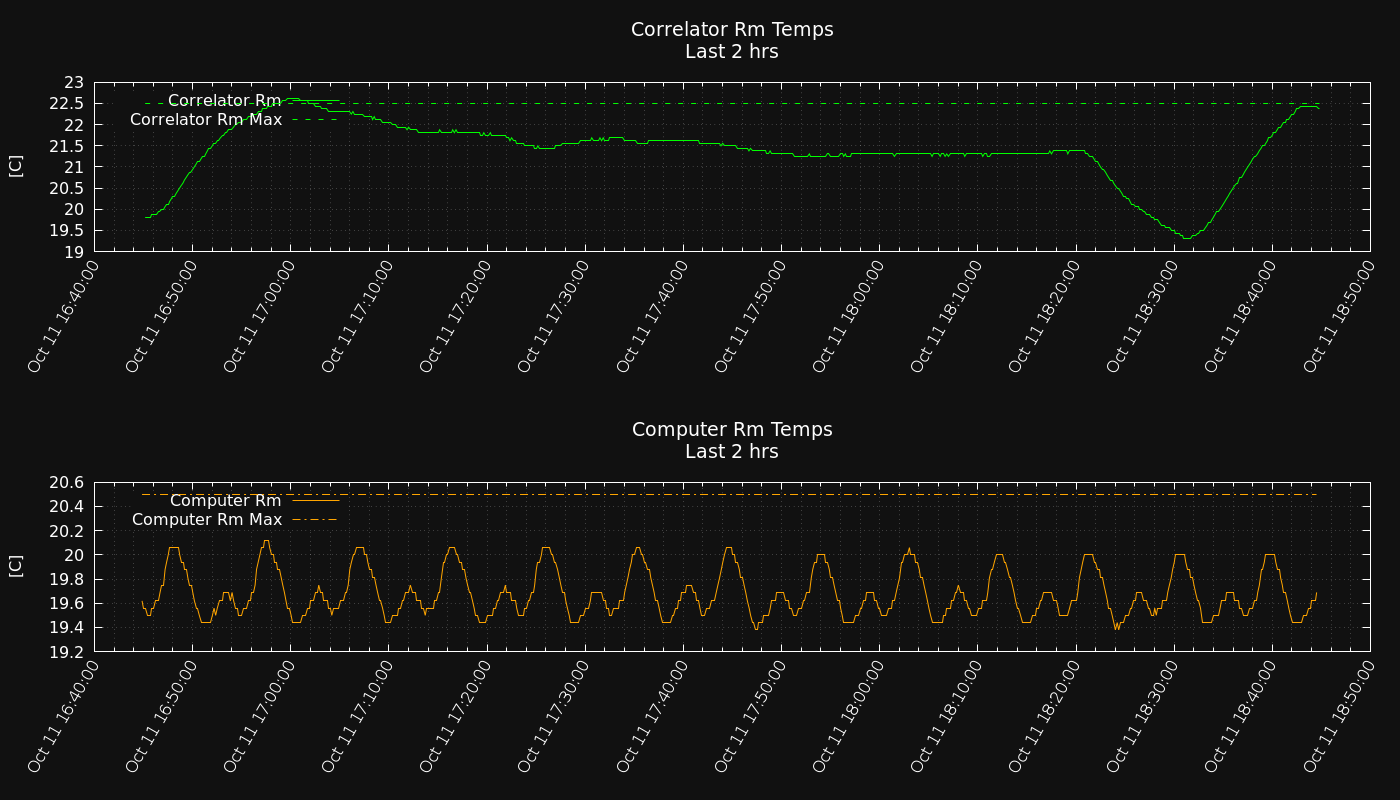 Correlator Rm Temps
Last 2 hrs
[C]
23
22.5
22
21.5
21
20.5
20
19.5
19
Correlator Rm
Correlator Rm Max
Oct 11 16:40:00
Oct 11 16:50:00
Oct 11 17:00:00
Oct 11 17:10:00
Oct 11 17:20:00
Oct 11 17:30:00
Oct 11 17:40:00
Oct 11 17:50:00
Oct 11 18:00:00
Oct 11 18:10:00
Oct 11 18:20:00
Oct 11 18:30:00
Oct 11 18:40:00
Oct 11 18:50:00
Computer Rm Temps
Last 2 hrs
[C]
20.6
20.4
20.2
20
19.8
19.6
19.4
19.2
Computer Rm
Computer Rm Max
Oct 11 16:40:00
Oct 11 16:50:00
Oct 11 17:00:00
Oct 11 17:10:00
Oct 11 17:20:00
Oct 11 17:30:00
Oct 11 17:40:00
Oct 11 17:50:00
Oct 11 18:00:00
Oct 11 18:10:00
Oct 11 18:20:00
Oct 11 18:30:00
Oct 11 18:40:00
Oct 11 18:50:00